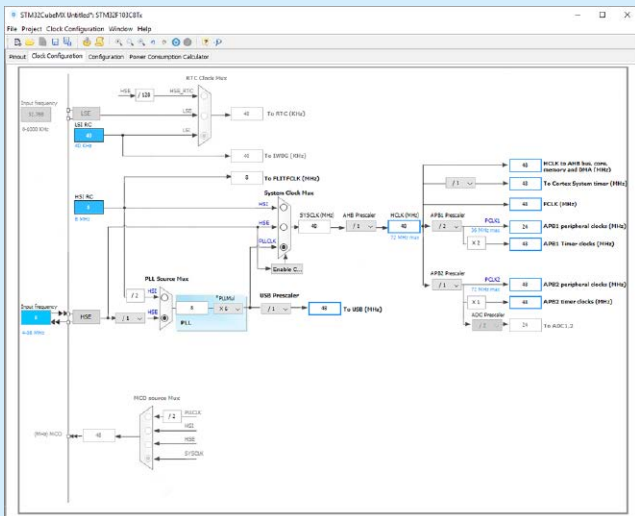 STM32CubeMX Untitled*: STM32F103C8Tx
File Project Clock Configuration Window Help
Pinout Clock Configuration Configuration Power Consumption Calculator
RTC Clock Mux
HSE
/ 128
HSE_RTC
Input frequency
LSE
LSE
40
To RTC (KHz)
0-1000 KHz
LSI RC
40
LSI
40 KHz
40
To IWDG (KHz)
8
To FLITFCLK (MHz)
HSI RC
8
8 MHz
System Clock Mux
HSI
HSE
PLLCLK
SYSCLK (MHz)
48
AHB Prescaler
/ 1
HCLK (MHz)
48
72 MHz max
Enable C...
48
HCLK to AHB bus, core,
memory and DMA (MHz)
/ 1
48
To Cortex System timer (MHz)
48
FCLK (MHz)
APB1 Prescaler
/ 2
PCLK1
36 MHz max
24
APB1 peripheral clocks (MHz)
X 2
48
APB1 Timer clocks (MHz)
APB2 Prescaler
/ 1
PCLK2
72 MHz max
48
APB2 peripheral clocks (MHz)
X 1
48
APB2 timer clocks (MHz)
ADC Prescaler
/ 2
24
To ADC1,2
PLL Source Mux
/ 2
HSI
HSE
Input frequency
8
HSE
/ 1
8
*PLLMul
X 6
PLL
USB Prescaler
/ 1
48
To USB (MHz)
4-16 MHz
MCO source Mux
PLLCLK
/ 2
HSI
HSE
SYSCLK
(MHz) MCO
48